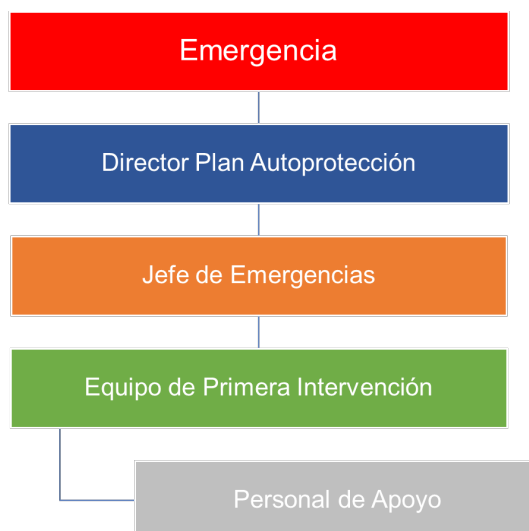 Emergencia
Director Plan Autoprotección
Jefe de Emergencias
Equipo de Primera Intervención
Personal de Apoyo